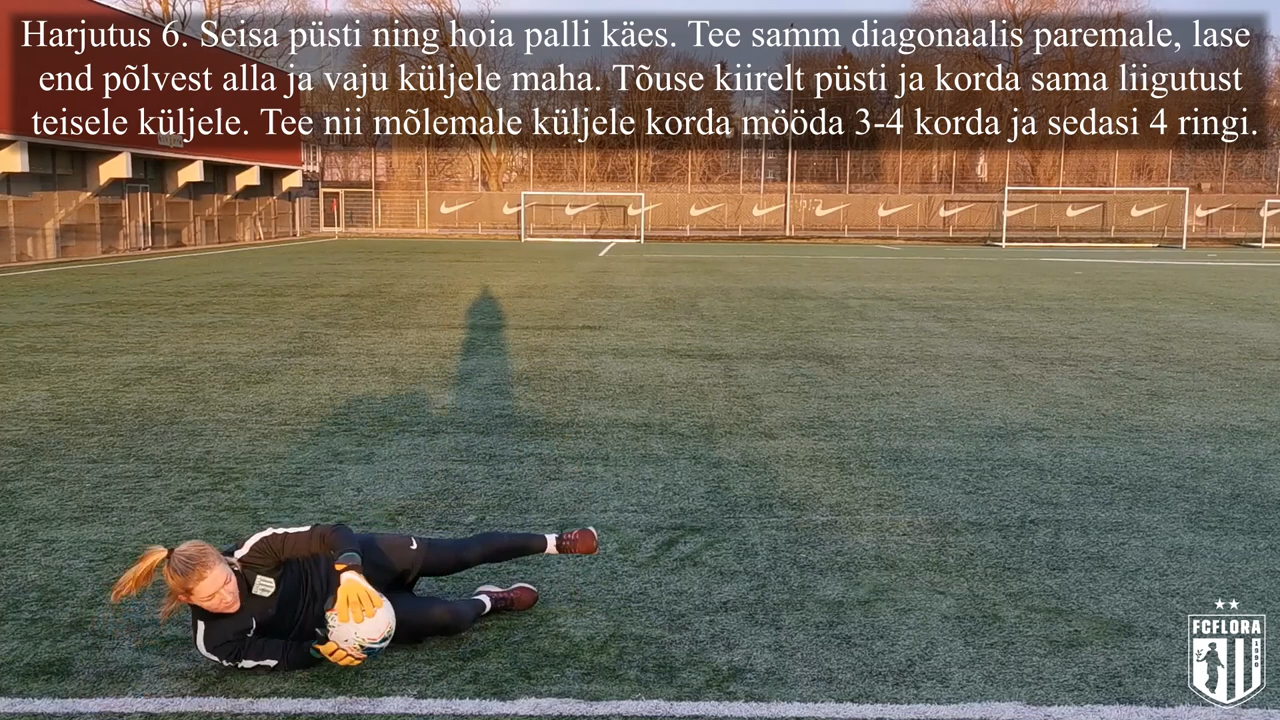 Harjutus 6. Seisa püsti ning hoia palli käes. Tee samm diagonaalis paremale, lase
end põlvest alla ja vaju küljele maha. Tõuse kiirelt püsti ja korda sama liigutust
teisele küljele. Tee nii mõlemale küljele korda mööda 3-4 korda ja sedasi 4 ringi.
FCFLORA
1990